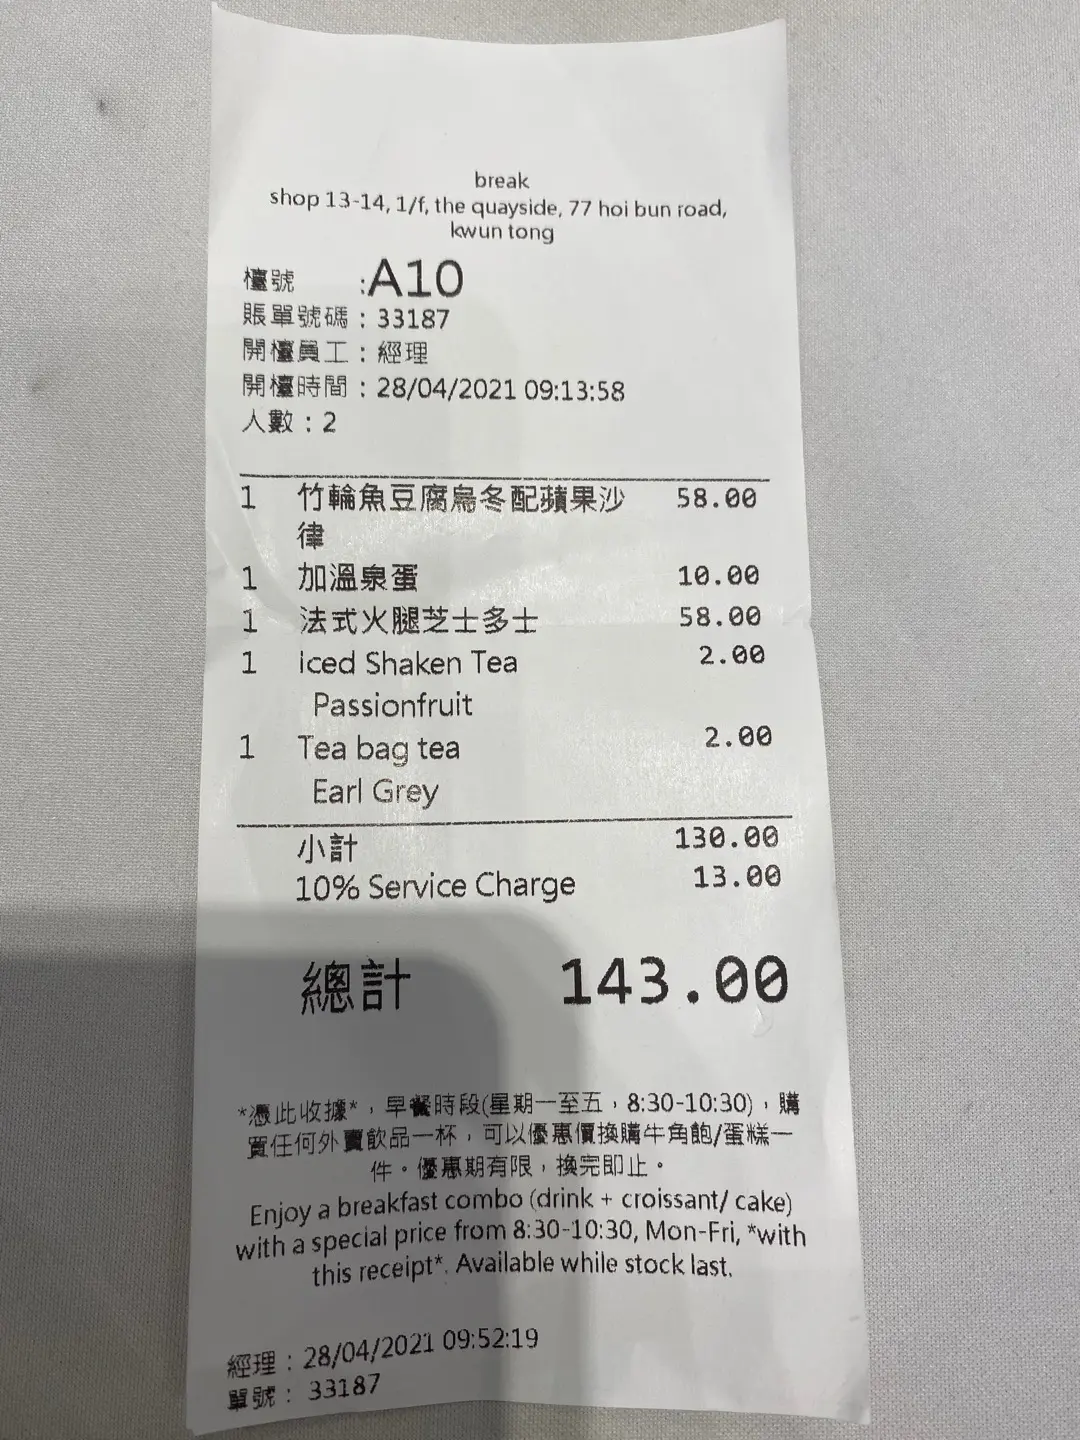 break
shop 13-14, 1/f, the quayside, 77 hoi bun road,
kwun tong
檯號 :A10
賬單號碼：33187
開檯員工：經理
開檯時間：28/04/2021 09:13:58
人數：2
1 竹輪魚豆腐烏冬配蘋果沙 58.00
律
1 加溫泉蛋 10.00
1 法式火腿芝士多士 58.00
1 iced Shaken Tea 2.00
Passionfruit
1 Tea bag tea 2.00
Earl Grey
小計 130.00
10% Service Charge 13.00
總計 143.00
*憑此收據*，早餐時段(星期一至五，8:30-10:30)，購
買任何外賣飲品一杯，可以優惠價換購牛角飽/蛋糕一
件。優惠期有限，換完即止。
Enjoy a breakfast combo (drink + croissant/ cake)
with a special price from 8:30-10:30, Mon-Fri, *with
this receipt*. Available while stock last.
經理：28/04/2021 09:52:19
單號： 33187